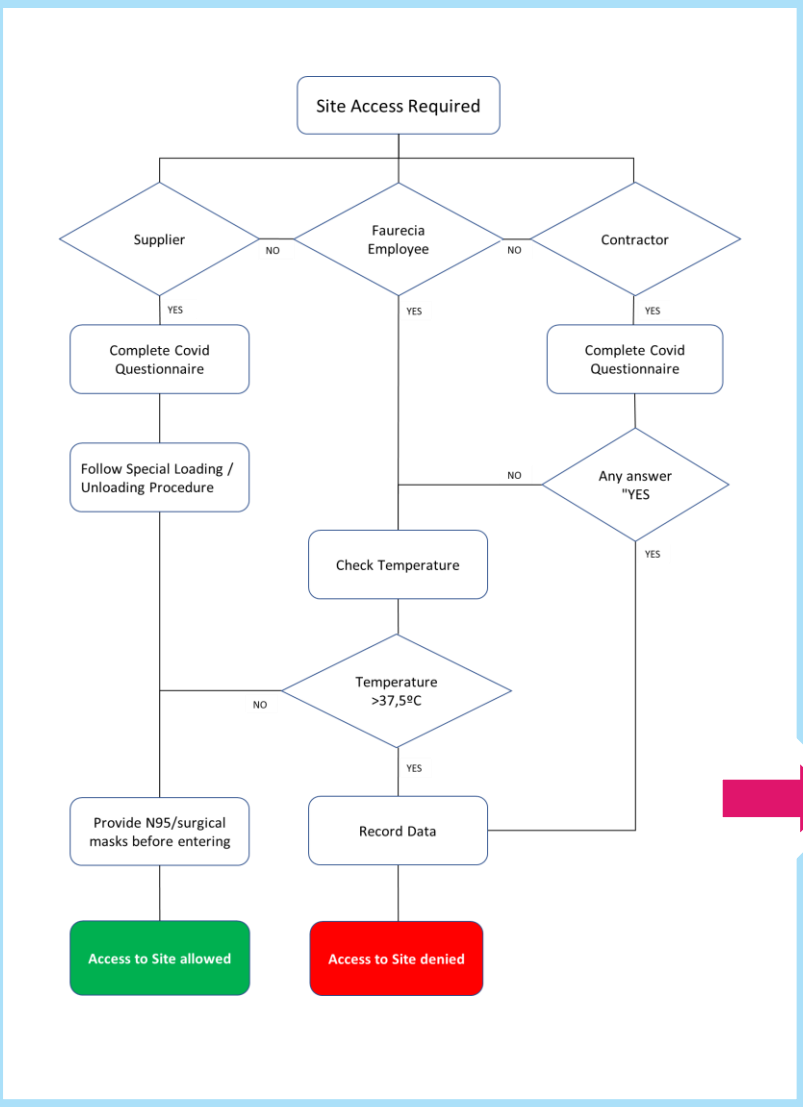 Site Access Required
Supplier
Faurecia
Employee
Contractor
NO
NO
YES
YES
YES
Complete Covid
Questionnaire
Complete Covid
Questionnaire
Follow Special Loading /
Unloading Procedure
NO
Any answer
"YES
YES
Check Temperature
Temperature
>37,5ºC
NO
YES
Provide N95/surgical
masks before entering
Record Data
Access to Site allowed
Access to Site denied